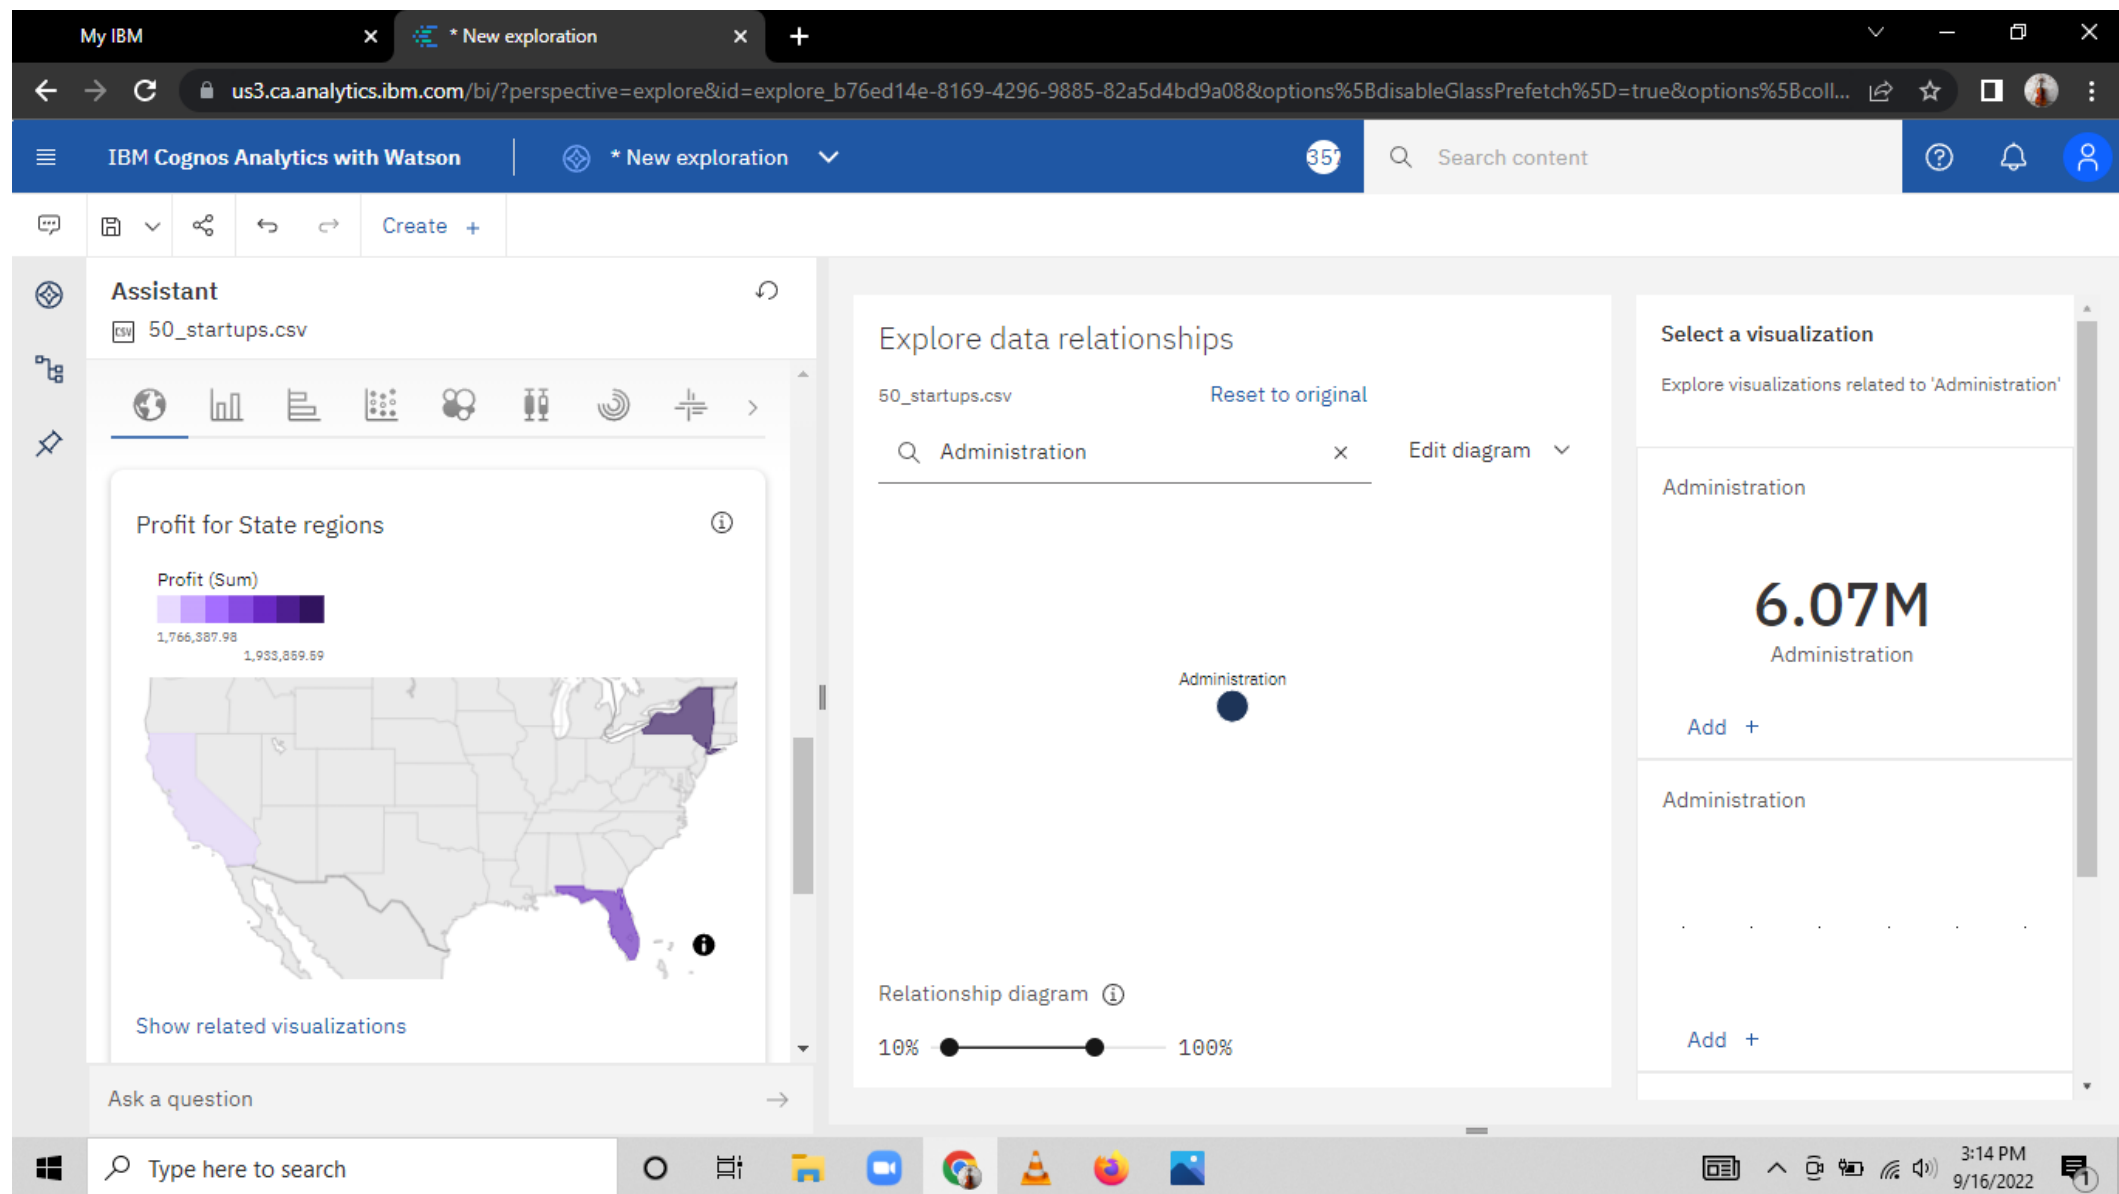 My IBM
* New exploration
us3.ca.analytics.ibm.com/bi/?perspective=explore&id=explore_b76ed14e-8169-4296-9885-82a5d4bd9a08&options%5BdisableGlassPrefetch%5D=true&options%5Bcoll...
IBM Cognos Analytics with Watson
* New exploration
357
Search content
Create +
Assistant
CSV 50_startups.csv
Profit for State regions
Profit (Sum)
1,766,387.98
1,933,859.59
Show related visualizations
Ask a question
Explore data relationships
50_startups.csv
Reset to original
Administration
Edit diagram
Administration
Relationship diagram
10%
100%
Select a visualization
Explore visualizations related to 'Administration'
Administration
6.07M
Administration
Add +
Administration
Add +
Type here to search
3:14 PM
9/16/2022
1